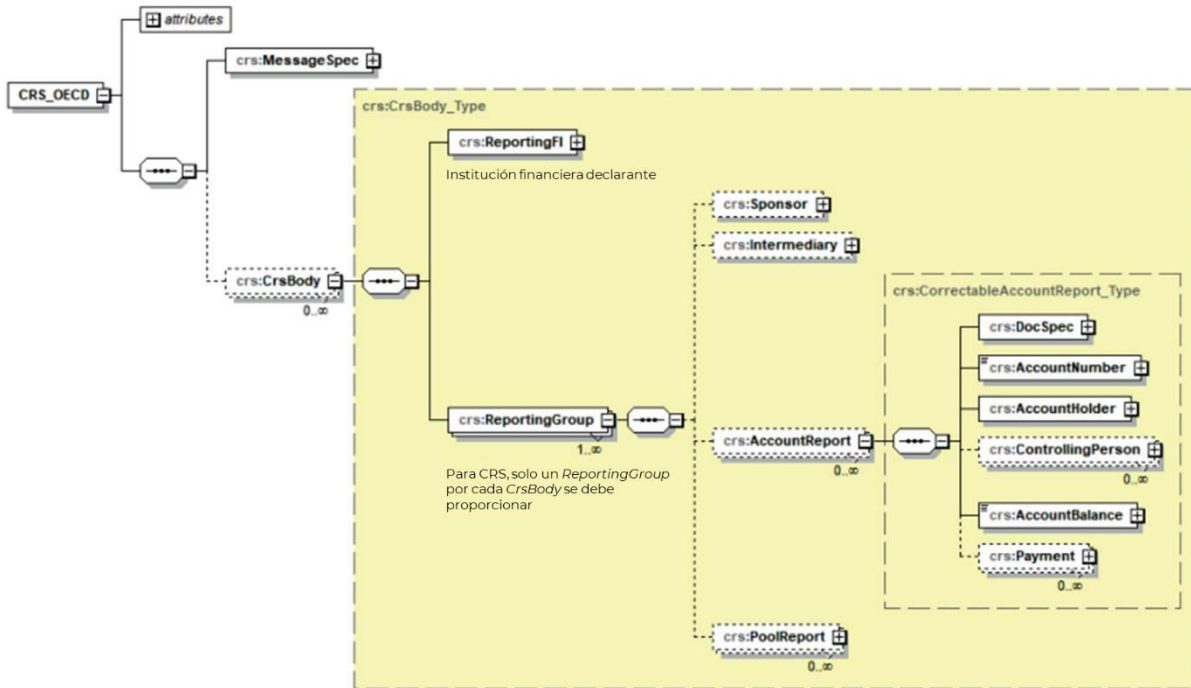 attributes
crs:MessageSpec
CRS_OECD
crs:CrsBody_Type
crs:ReportingFI
Institución financiera declarante
crs:Sponsor
crs:Intermediary
crs:CrsBody
0..∞
crs:CorrectableAccountReport_Type
crs:DocSpec
crs:AccountNumber
crs:AccountHolder
crs:ReportingGroup
1..∞
Para CRS, solo un ReportingGroup
por cada CrsBody se debe
proporcionar
crs:AccountReport
0..∞
crs:ControllingPerson
0..∞
crs:AccountBalance
crs:Payment
0..∞
crs:PoolReport
0..∞